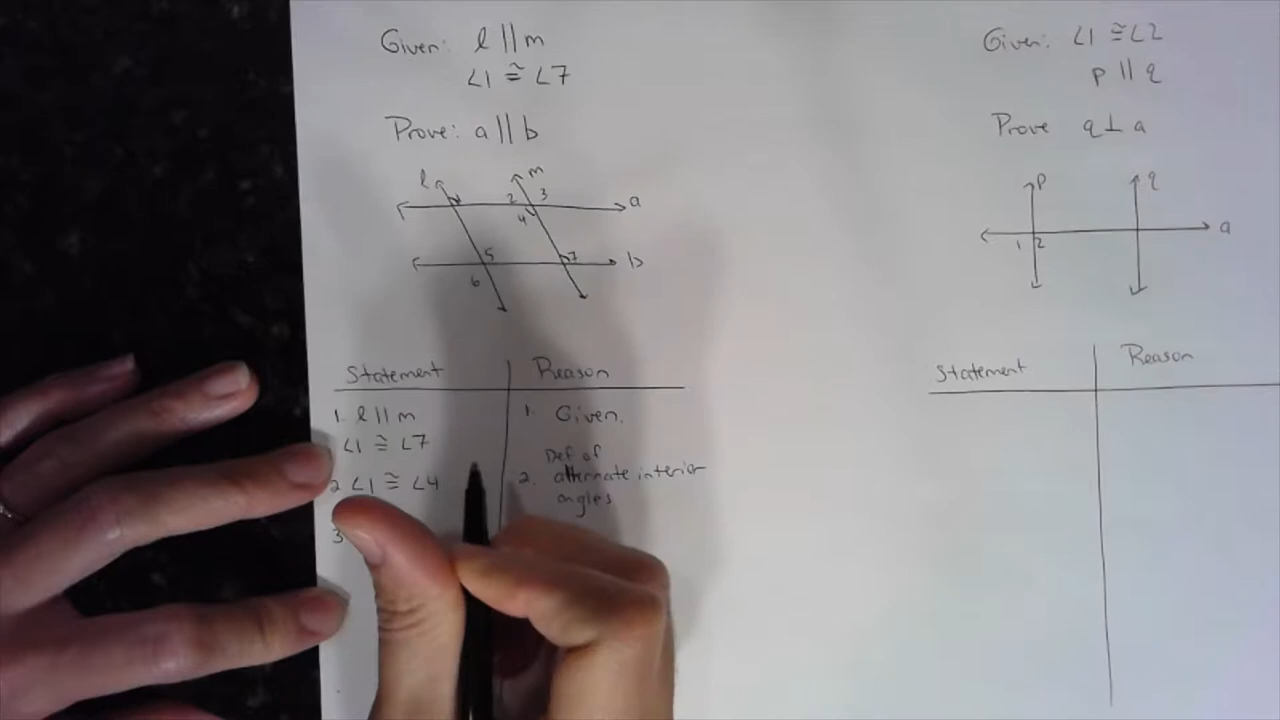 Given: l || m
∠1 ≅ ∠7
Prove: a || b
l
m
2
3
a
4
5
7
b
6
Statement
Reason
1. l || m
1. Given.
∠1 ≅ ∠7
2 ∠1 ≅ ∠4
2. Def of
alternate interior
angles
3
Given: ∠1 ≅ ∠2
p || q
Prove q ⊥ a
p
q
a
1
2
Statement
Reason